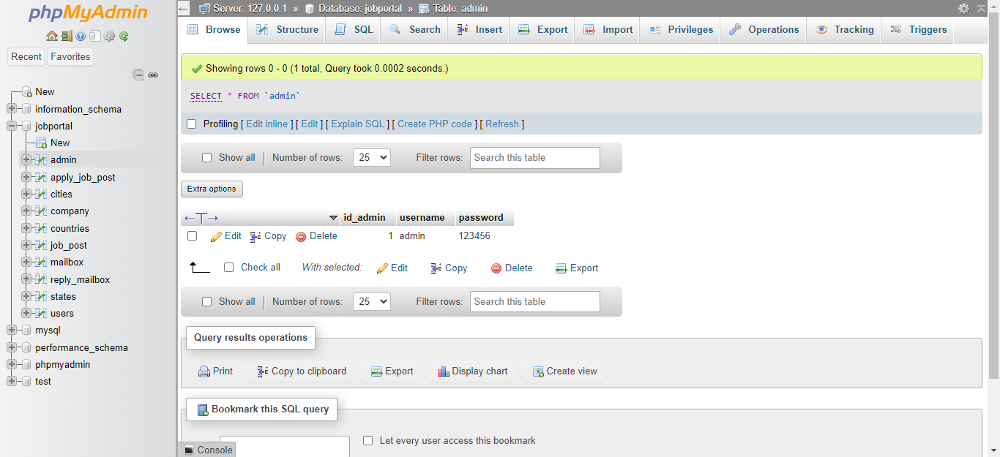 phpMyAdmin
Recent Favorites
New
information_schema
jobportal
New
admin
apply_job_post
cities
company
countries
job_post
mailbox
reply_mailbox
states
users
mysql
performance_schema
phpmyadmin
test
Server: 127.0.0.1 » Database: jobportal » Table: admin
Browse Structure SQL Search Insert Export Import Privileges Operations Tracking Triggers
Showing rows 0 - 0 (1 total, Query took 0.0002 seconds.)
SELECT * FROM `admin`
Profiling [ Edit inline ] [ Edit ] [ Explain SQL ] [ Create PHP code ] [ Refresh ]
Show all Number of rows: 25 Filter rows: Search this table
Extra options
←T→ id_admin username password
Edit Copy Delete 1 admin 123456
Check all With selected: Edit Copy Delete Export
Show all Number of rows: 25 Filter rows: Search this table
Query results operations
Print Copy to clipboard Export Display chart Create view
Bookmark this SQL query
Let every user access this bookmark
Console